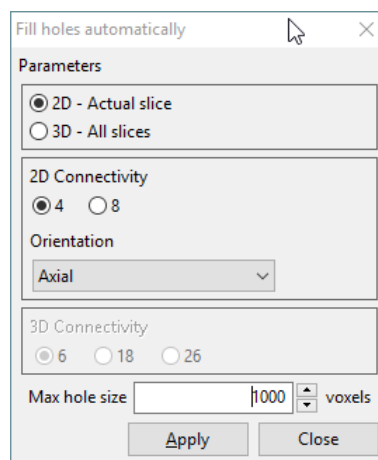 Fill holes automatically
Parameters
2D - Actual slice
3D - All slices
2D Connectivity
4 8
Orientation
Axial
3D Connectivity
6 18 26
Max hole size 1000 voxels
Apply Close